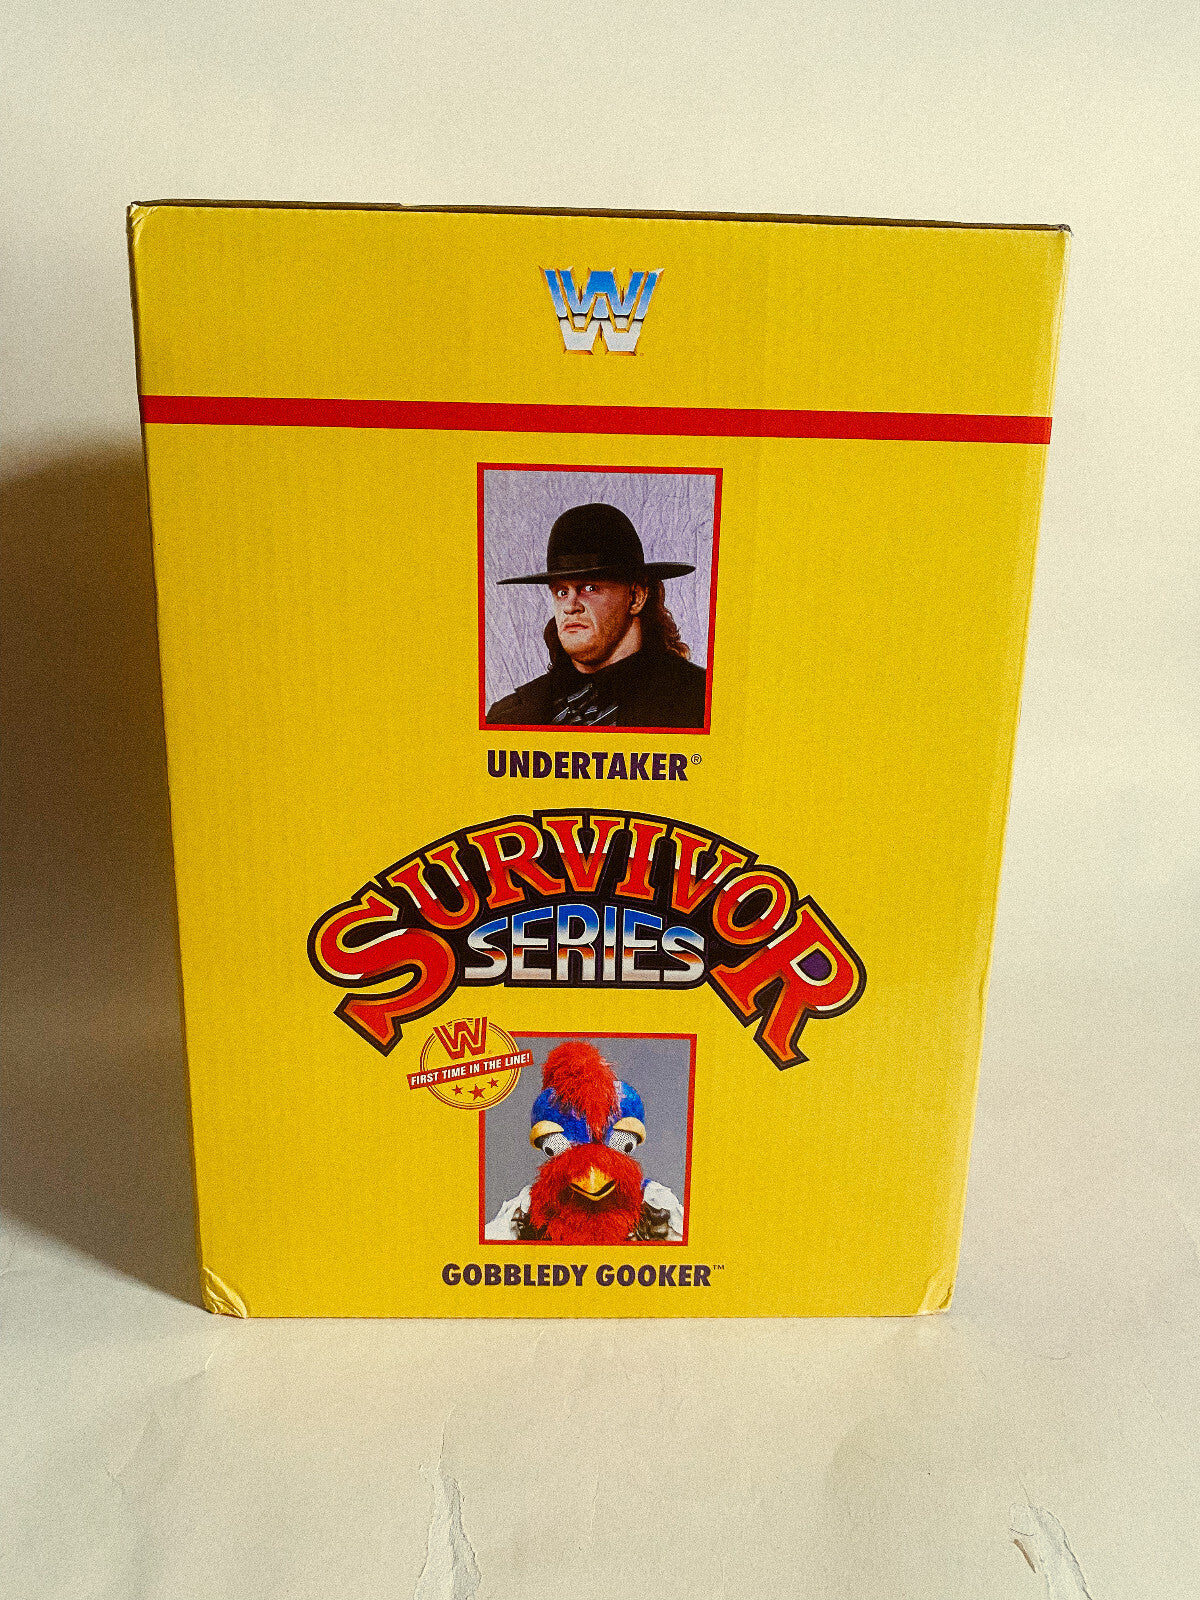 W
UNDERTAKER®
SURVIVOR
SERIES
W
FIRST TIME IN THE LINE!
GOBBLEDY GOOKER™